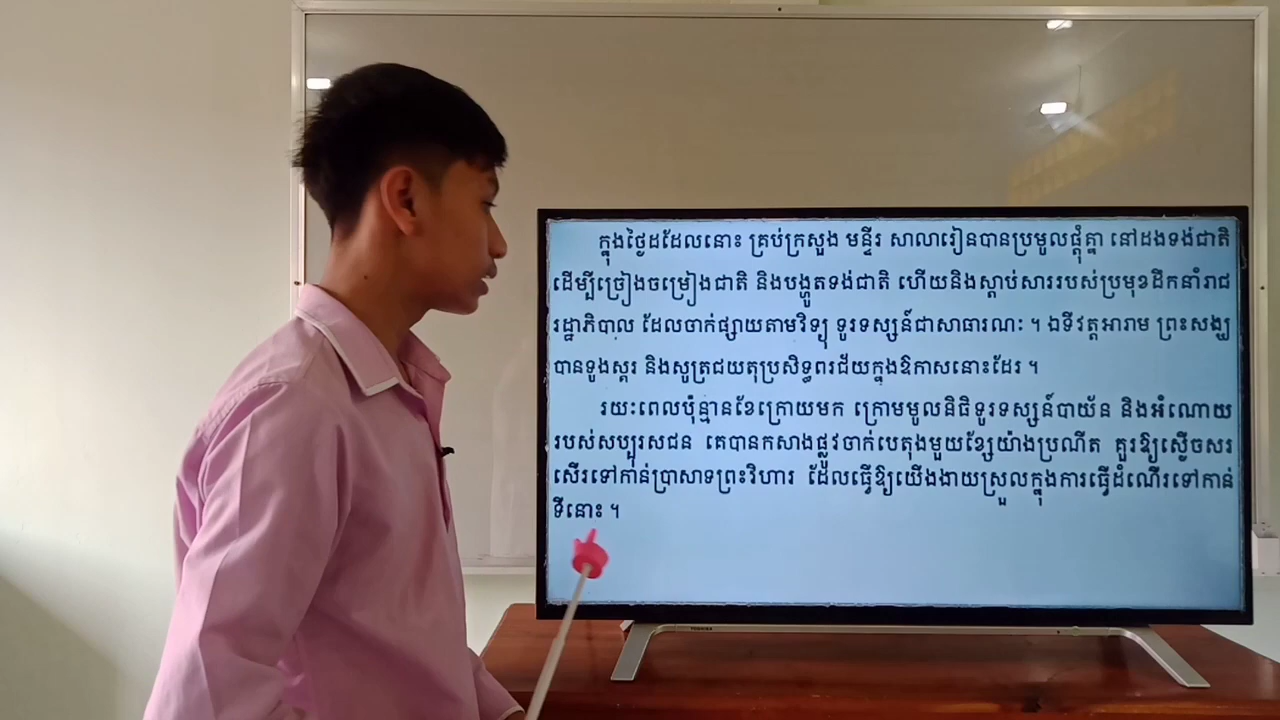 ក្នុងថ្ងៃដដែលនោះ គ្រប់ក្រសួង មន្ទីរ សាលារៀនបានប្រមូលផ្តុំគ្នា នៅដងទង់ជាតិ
ដើម្បីច្រៀងចម្រៀងជាតិ និងបង្ហូតទង់ជាតិ ហើយនិងស្តាប់សាររបស់ប្រមុខដឹកនាំរាជ
រដ្ឋាភិបាល ដែលចាក់ផ្សាយតាមវិទ្យុ ទូរទស្សន៍ជាសាធារណៈ ។ ឯទីវត្តអារាម ព្រះសង្ឃ
បានទូងស្គរ និងសូត្រជយតុប្រសិទ្ធពរជ័យក្នុងឱកាសនោះដែរ ។
រយៈពេលប៉ុន្មានខែក្រោយមក ក្រោមមូលនិធិទូរទស្សន៍បាយ័ន និងអំណោយ
របស់សប្បុរសជន គេបានកសាងផ្លូវចាក់បេតុងមួយខ្សែយ៉ាងប្រណីត គួរឱ្យស្ងើចសរ
សើរទៅកាន់ប្រាសាទព្រះវិហារ ដែលធ្វើឱ្យយើងងាយស្រួលក្នុងការធ្វើដំណើរទៅកាន់
ទីនោះ ។
TOSHIBA